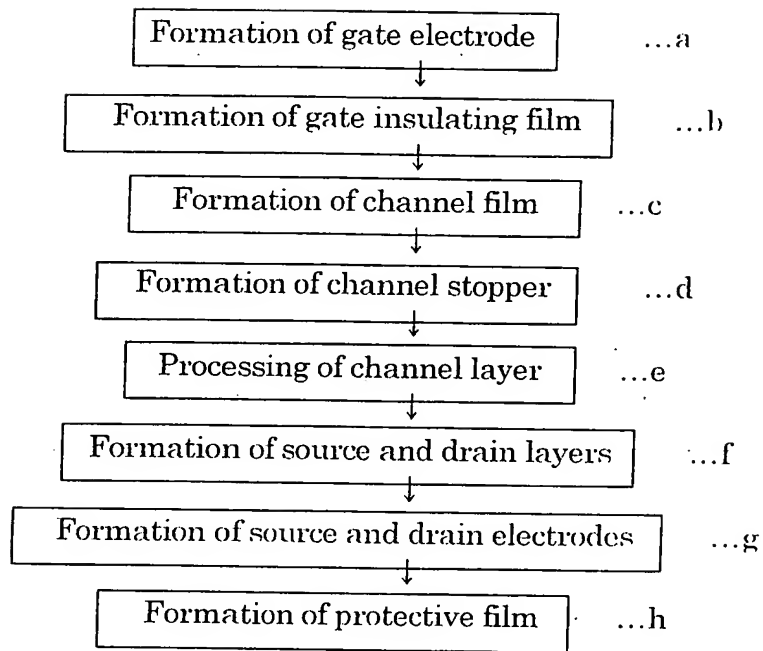 Formation of gate electrode ...a
Formation of gate insulating film ...b
Formation of channel film ...c
Formation of channel stopper ...d
Processing of channel layer ...e
Formation of source and drain layers ...f
Formation of source and drain electrodes ...g
Formation of protective film ...h